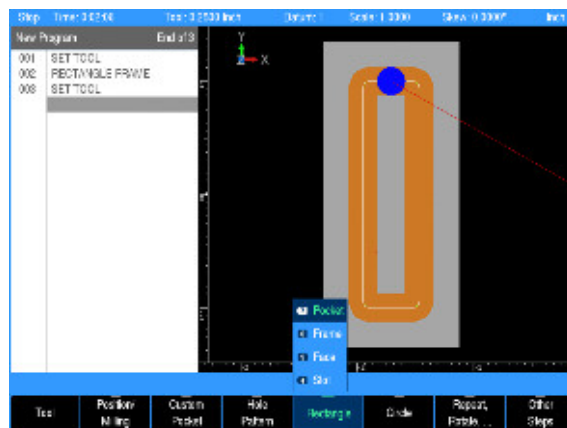 Stop Time: 0:02:06 Tool: 0.2500 Inch Datum: 1 Scale: 1.0000 Skew: 0.0000° Inch
New Program End of 3
001 SET TOOL
002 RECTANGLE FRAME
003 SET TOOL
Y
Z X
Pocket
Frame
Face
Slot
Tool
Position/
Milling
Custom
Pocket
Hole
Pattern
Rectangle
Circle
Repeat,
Rotate, ...
Other
Steps